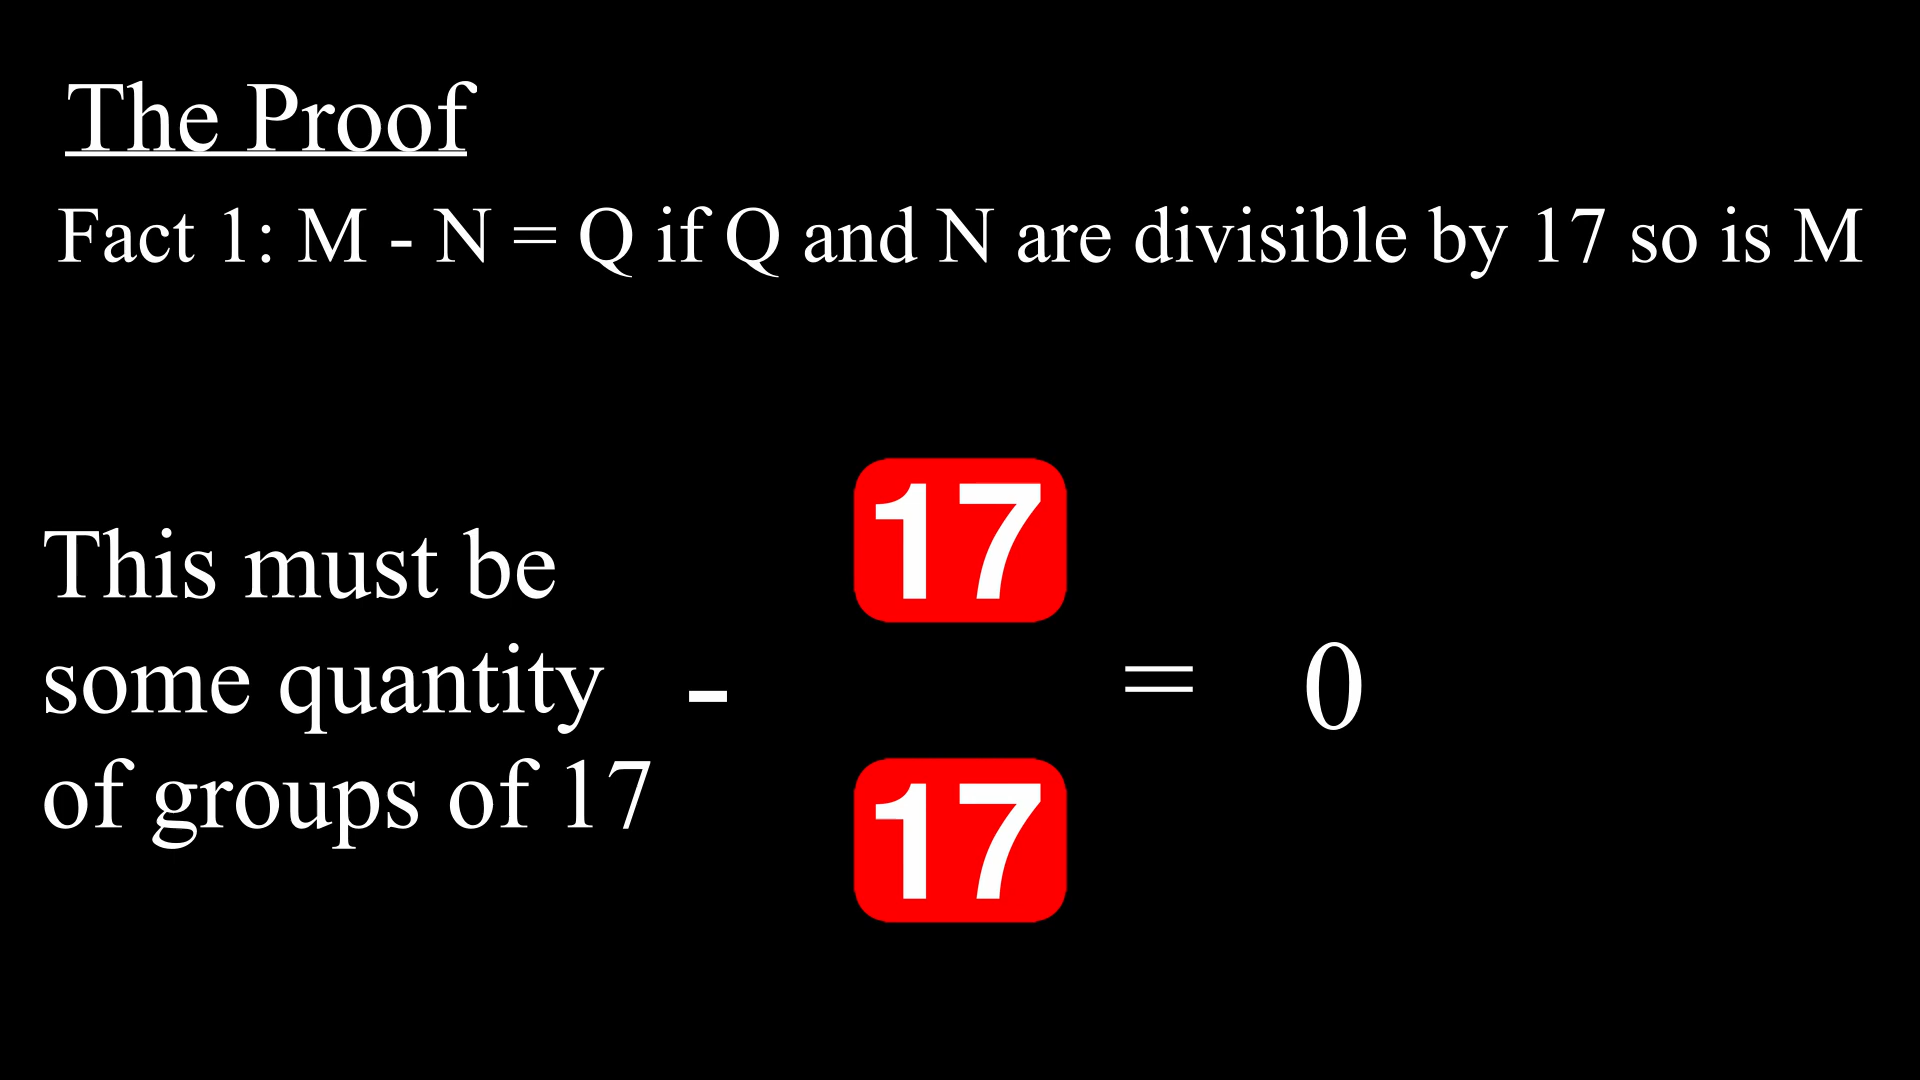 The Proof
Fact 1: M - N = Q if Q and N are divisible by 17 so is M
17
This must be
some quantity
of groups of 17
- = 0
17